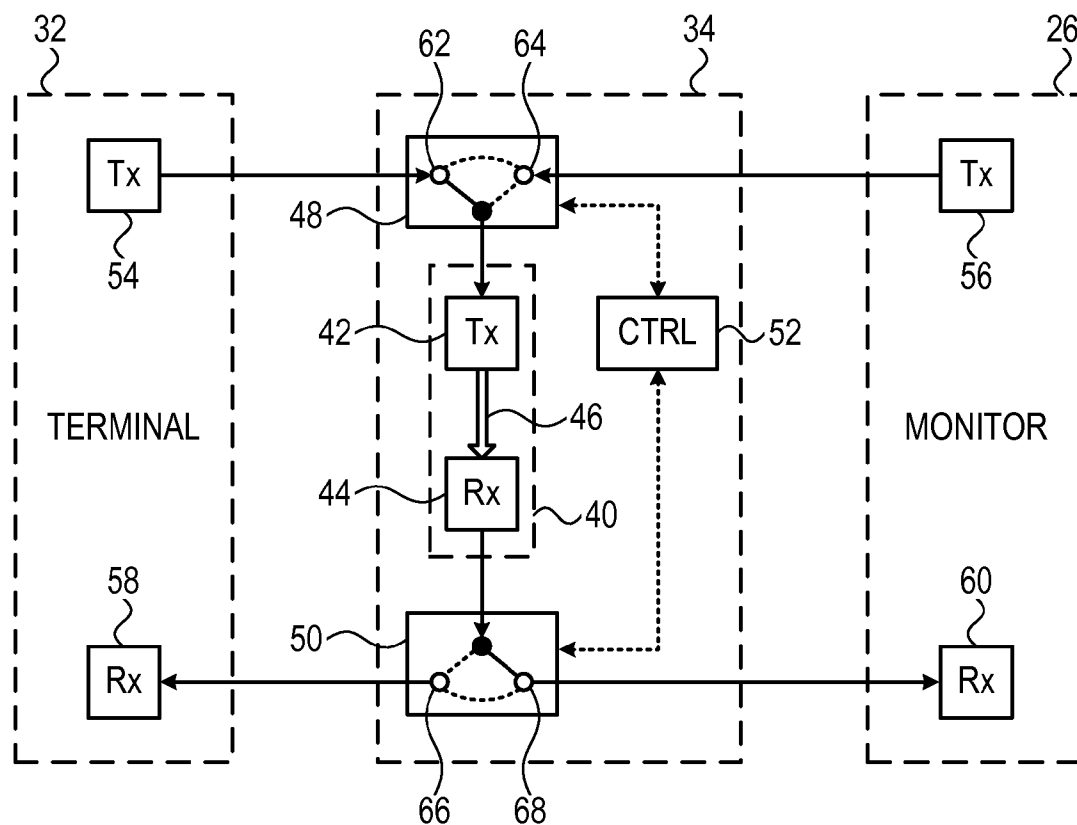 32 62 64 34 26
Tx Tx
48
54 56
42 Tx CTRL 52
46
TERMINAL MONITOR
44 Rx
40
58 60
50
Rx Rx
66 68